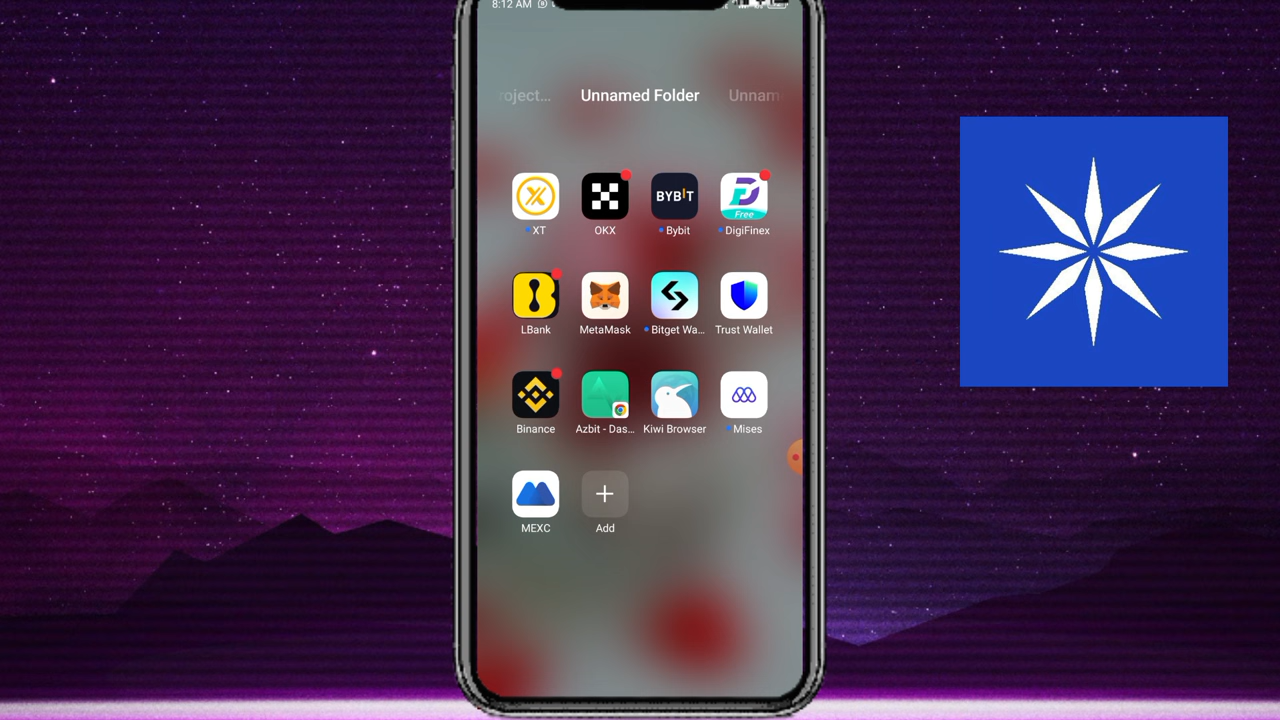 8:12 AM
roject... Unnamed Folder Unnam
BYBIT
Free
XT OKX Bybit DigiFinex
LBank MetaMask Bitget Wa... Trust Wallet
Binance Azbit - Das... Kiwi Browser Mises
MEXC Add